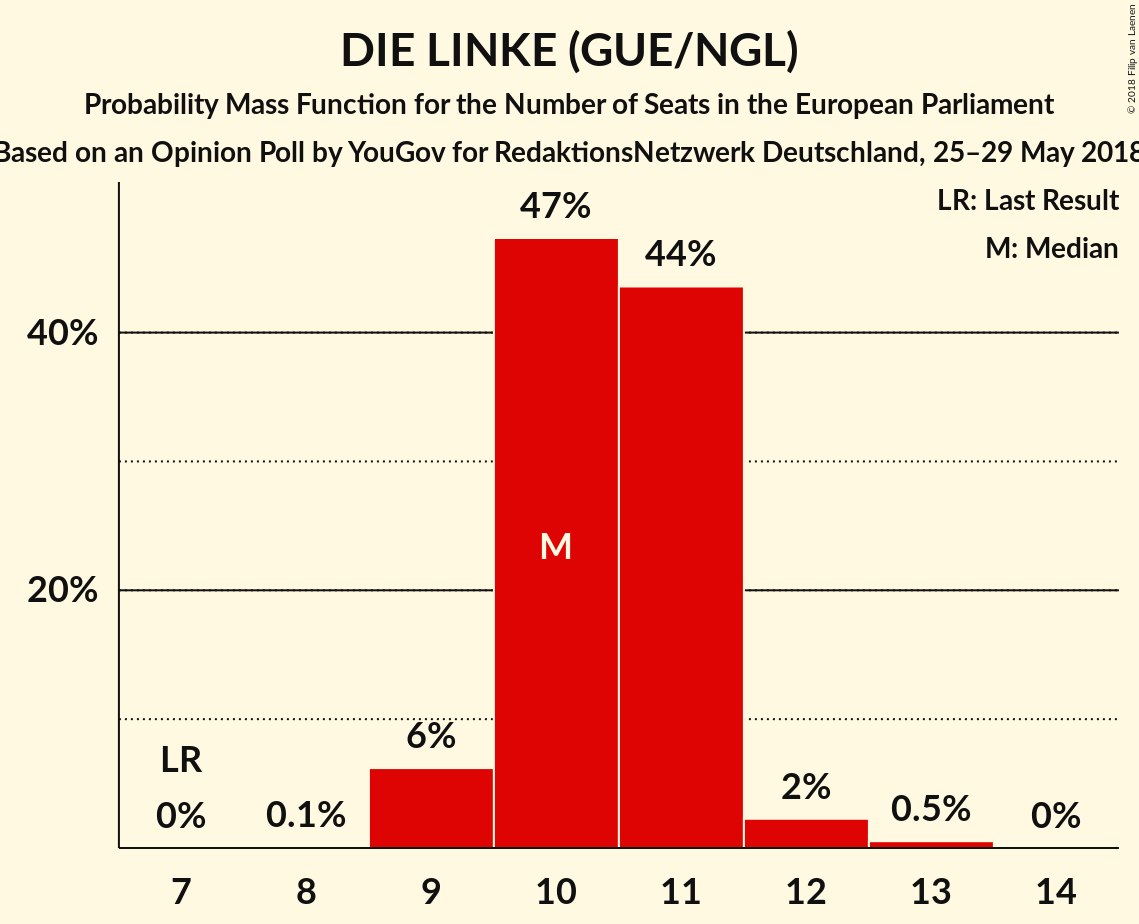 DIE LINKE (GUE/NGL)
Probability Mass Function for the Number of Seats in the European Parliament
Based on an Opinion Poll by YouGov for RedaktionsNetzwerk Deutschland, 25–29 May 2018
© 2018 Filip van Laenen
LR: Last Result
M: Median
47%
44%
40%
M
20%
6%
LR
0%
0.1%
2%
0.5%
0%
7 8 9 10 11 12 13 14